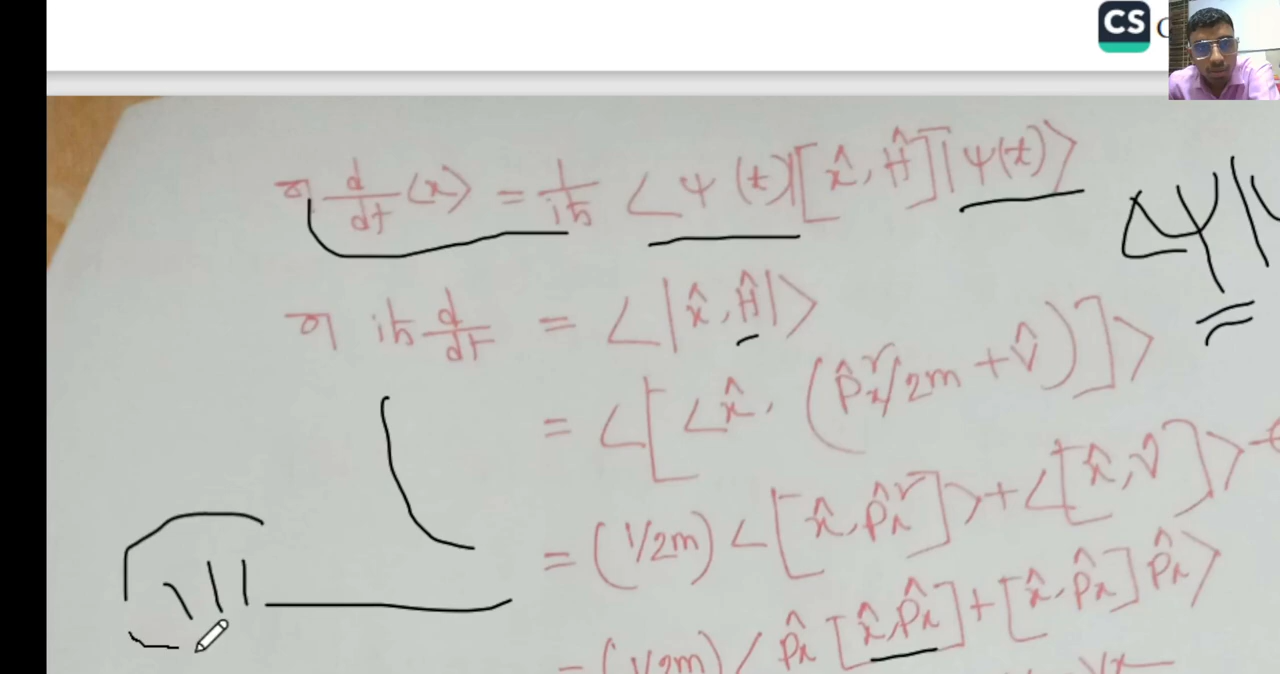 CS
বা d/dt ⟨x⟩ = 1/iħ ⟨ψ(t)|[x̂, Ĥ]|ψ(t)⟩
⟨ψ|
বা iħ d/dt = ⟨|x̂, Ĥ|⟩
= ⟨[⟨x̂, (P̂x²/2m + V̂)]⟩
= (1/2m) ⟨[x̂, P̂x²]⟩ + ⟨[x̂, V̂]⟩
= (1/2m) ⟨P̂x [x̂, P̂x] + [x̂, P̂x] P̂x⟩